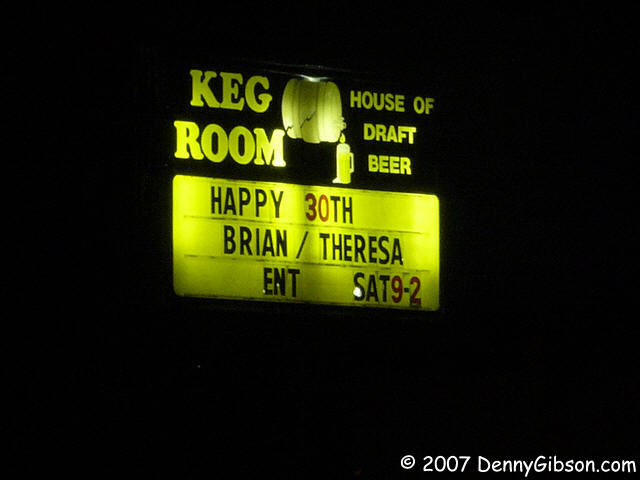 KEG ROOM
HOUSE OF
DRAFT
BEER
HAPPY 30TH
BRIAN / THERESA
ENT SAT9-2
© 2007 DennyGibson.com